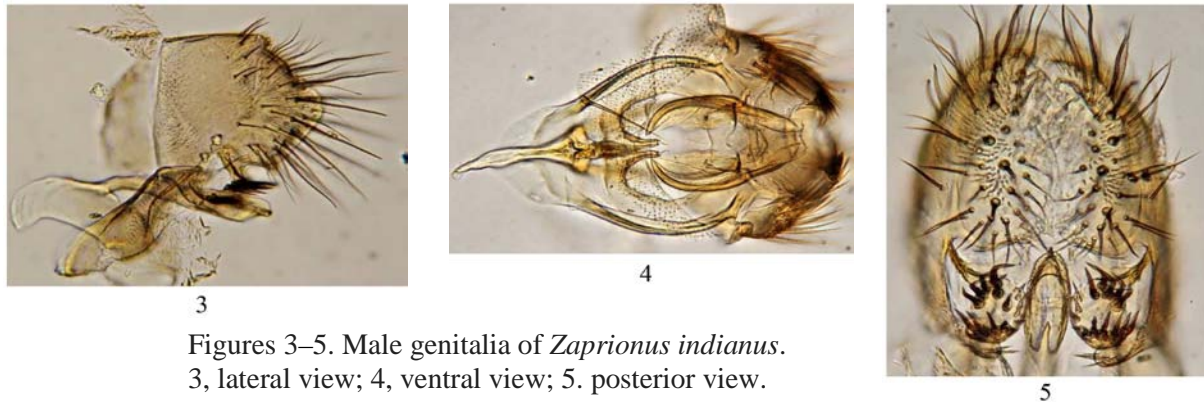 3
4
5
Figures 3–5. Male genitalia of Zaprionus indianus.
3, lateral view; 4, ventral view; 5. posterior view.